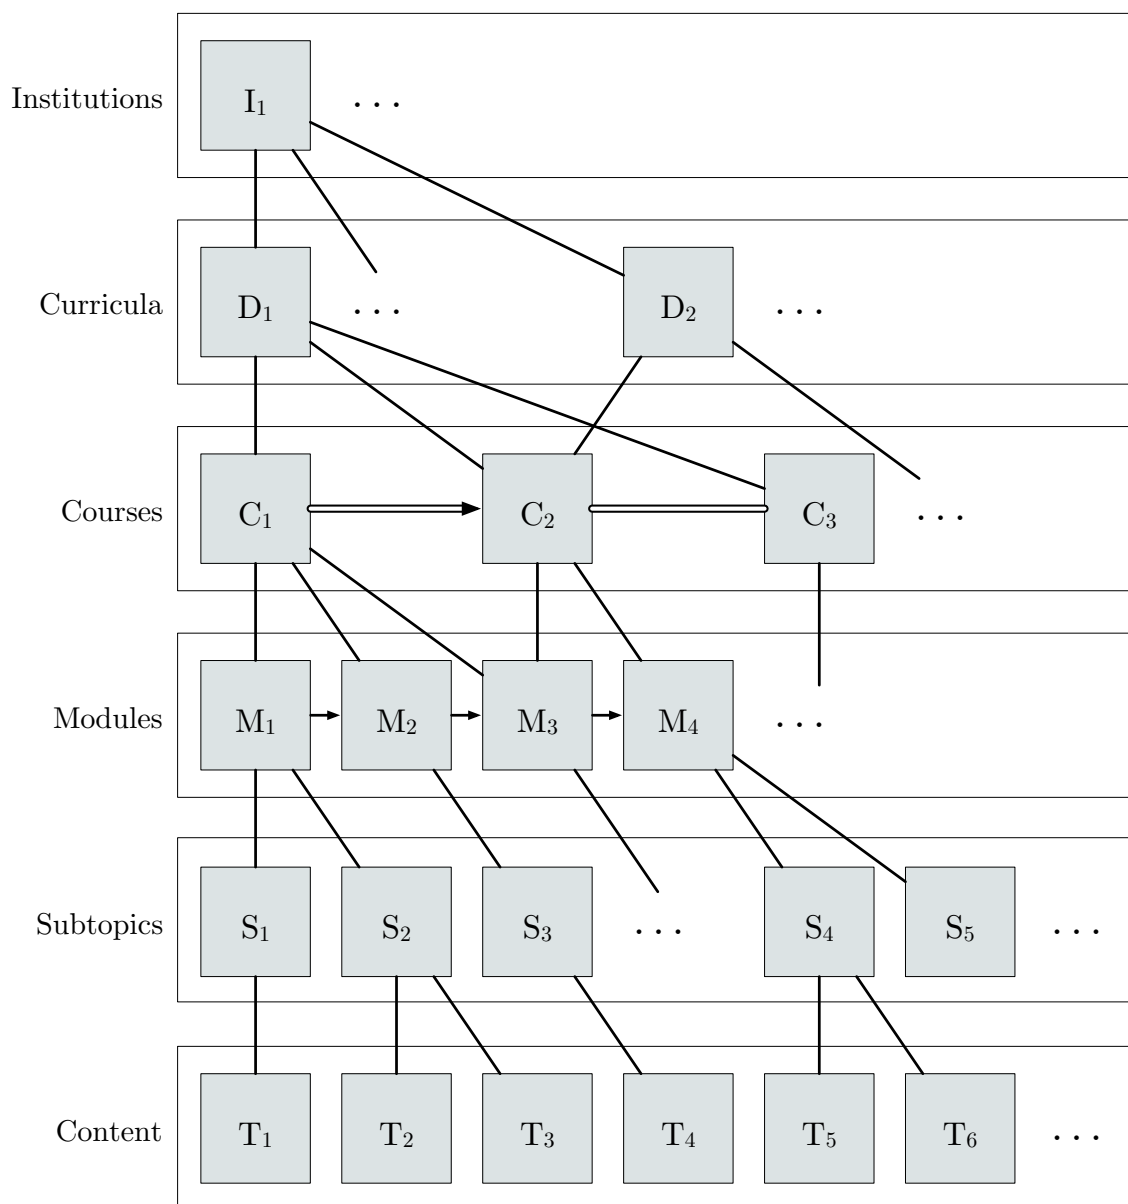 Institutions I₁ . . .
Curricula D₁ . . . D₂ . . .
Courses C₁ C₂ C₃ . . .
Modules M₁ M₂ M₃ M₄ . . .
Subtopics S₁ S₂ S₃ . . . S₄ S₅ . . .
Content T₁ T₂ T₃ T₄ T₅ T₆ . . .